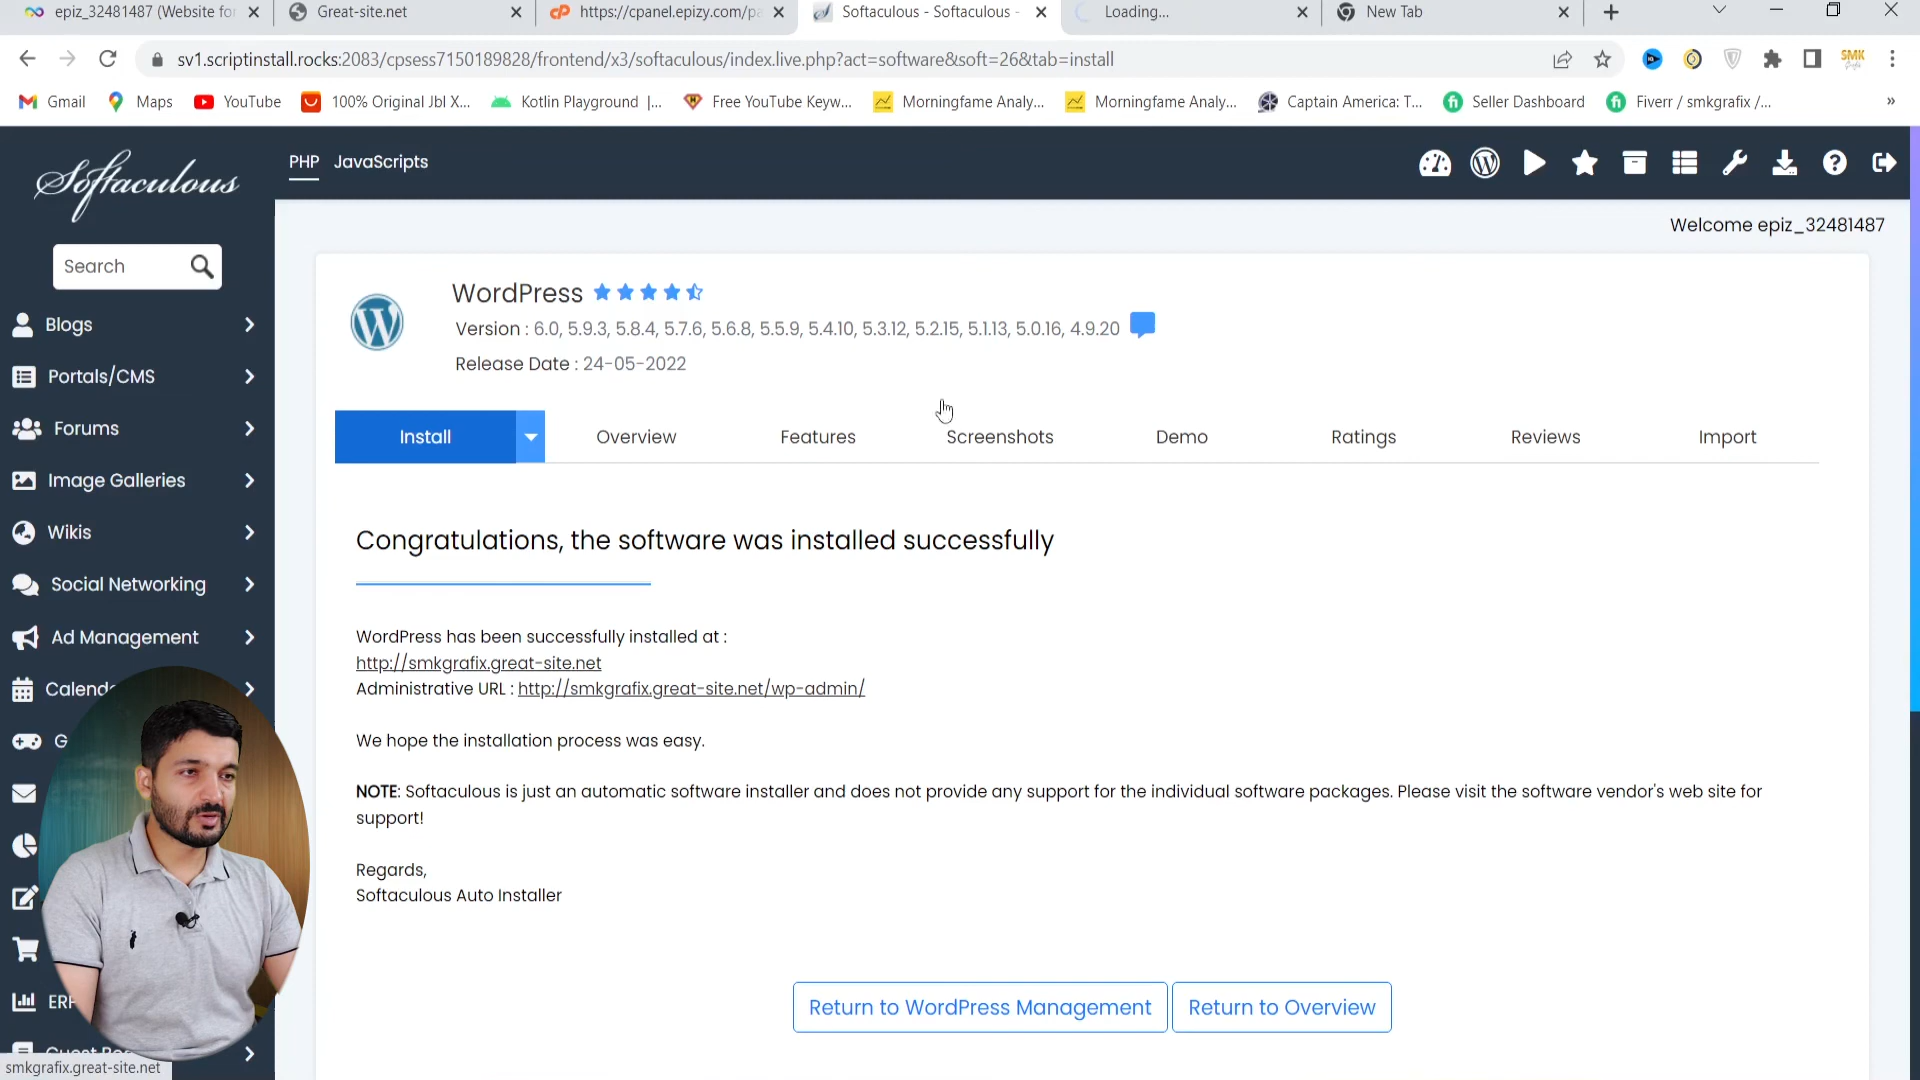 epiz_32481487 (Website for
Great-site.net
https://cpanel.epizy.com/pa
Softaculous - Softaculous -
Loading...
New Tab
sv1.scriptinstall.rocks:2083/cpsess7150189828/frontend/x3/softaculous/index.live.php?act=software&soft=26&tab=install
SMK
Gmail
Maps
YouTube
100% Original Jbl X...
Kotlin Playground |...
Free YouTube Keyw...
Morningfame Analy...
Morningfame Analy...
Captain America: T...
Seller Dashboard
Fiverr / smkgrafix /...
»
Softaculous
PHP JavaScripts
Welcome epiz_32481487
Search
Blogs
Portals/CMS
Forums
Image Galleries
Wikis
Social Networking
Ad Management
Calend
G
ERP
Guest Boo
smkgrafix.great-site.net
WordPress
Version : 6.0, 5.9.3, 5.8.4, 5.7.6, 5.6.8, 5.5.9, 5.4.10, 5.3.12, 5.2.15, 5.1.13, 5.0.16, 4.9.20
Release Date : 24-05-2022
Install
Overview
Features
Screenshots
Demo
Ratings
Reviews
Import
Congratulations, the software was installed successfully
WordPress has been successfully installed at :
http://smkgrafix.great-site.net
Administrative URL : http://smkgrafix.great-site.net/wp-admin/
We hope the installation process was easy.
NOTE: Softaculous is just an automatic software installer and does not provide any support for the individual software packages. Please visit the software vendor's web site for
support!
Regards,
Softaculous Auto Installer
Return to WordPress Management
Return to Overview